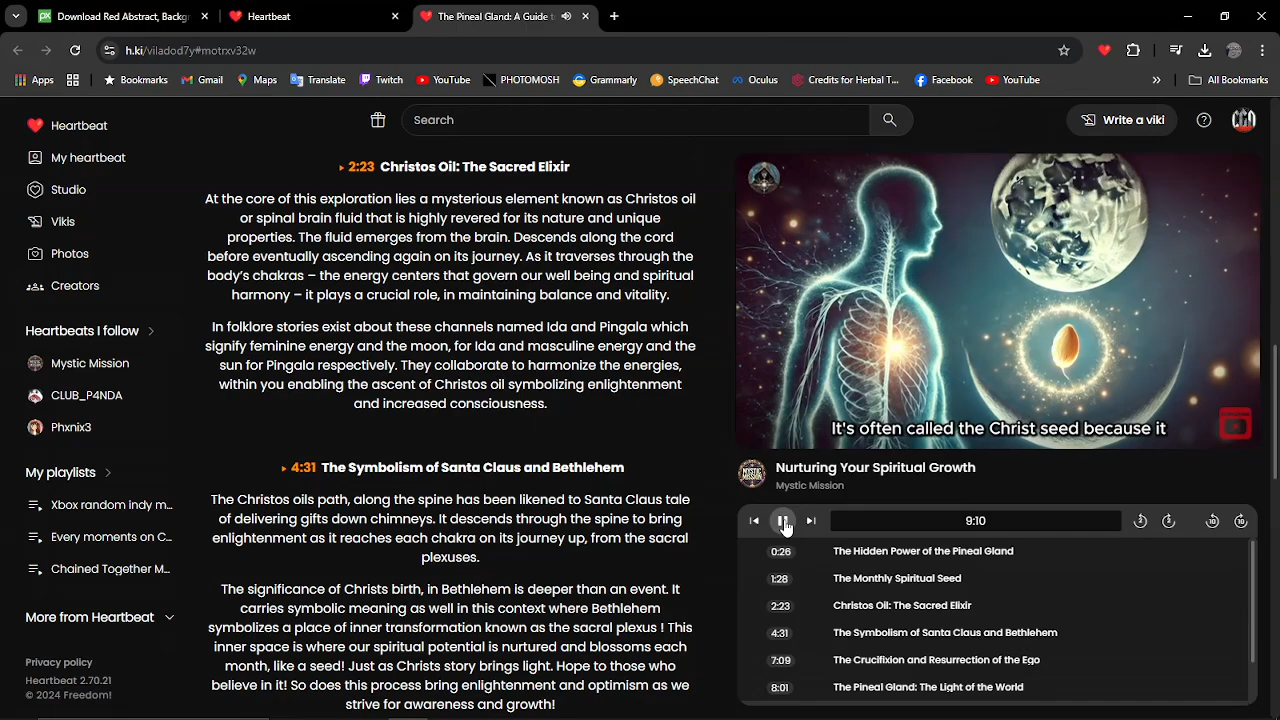 Download Red Abstract, Backgr
Heartbeat
The Pineal Gland: A Guide to
h.ki/viladod7y#motrxv32w
Apps
Bookmarks
Gmail
Maps
Translate
Twitch
YouTube
PHOTOMOSH
Grammarly
SpeechChat
Oculus
Credits for Herbal T...
Facebook
YouTube
All Bookmarks
Heartbeat
Search
Write a viki
My heartbeat
Studio
Vikis
Photos
Creators
Heartbeats I follow
Mystic Mission
CLUB_P4NDA
Phxnix3
My playlists
Xbox random indy m...
Every moments on C...
Chained Together M...
More from Heartbeat
Privacy policy
Heartbeat 2.70.21
© 2024 Freedom!
2:23 Christos Oil: The Sacred Elixir
At the core of this exploration lies a mysterious element known as Christos oil
or spinal brain fluid that is highly revered for its nature and unique
properties. The fluid emerges from the brain. Descends along the cord
before eventually ascending again on its journey. As it traverses through the
body's chakras – the energy centers that govern our well being and spiritual
harmony – it plays a crucial role, in maintaining balance and vitality.
In folklore stories exist about these channels named Ida and Pingala which
signify feminine energy and the moon, for Ida and masculine energy and the
sun for Pingala respectively. They collaborate to harmonize the energies,
within you enabling the ascent of Christos oil symbolizing enlightenment
and increased consciousness.
4:31 The Symbolism of Santa Claus and Bethlehem
The Christos oils path, along the spine has been likened to Santa Claus tale
of delivering gifts down chimneys. It descends through the spine to bring
enlightenment as it reaches each chakra on its journey up, from the sacral
plexuses.
The significance of Christs birth, in Bethlehem is deeper than an event. It
carries symbolic meaning as well in this context where Bethlehem
symbolizes a place of inner transformation known as the sacral plexus ! This
inner space is where our spiritual potential is nurtured and blossoms each
month, like a seed! Just as Christs story brings light. Hope to those who
believe in it! So does this process bring enlightenment and optimism as we
strive for awareness and growth!
It's often called the Christ seed because it
Nurturing Your Spiritual Growth
Mystic Mission
9:10
0:26 The Hidden Power of the Pineal Gland
1:28 The Monthly Spiritual Seed
2:23 Christos Oil: The Sacred Elixir
4:31 The Symbolism of Santa Claus and Bethlehem
7:09 The Crucifixion and Resurrection of the Ego
8:01 The Pineal Gland: The Light of the World